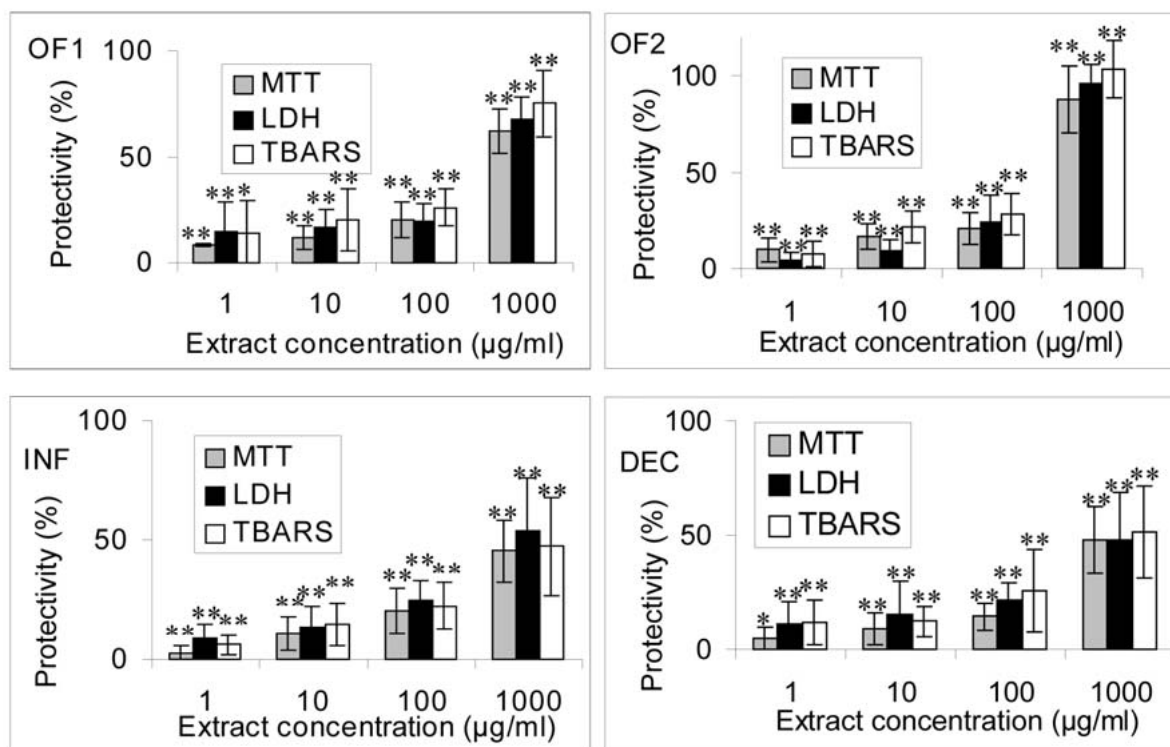 OF1
100
50
0
Protectivity (%)
MTT
LDH
TBARS
** ** *
** ** **
** ** **
** ** **
1 10 100 1000
Extract concentration (µg/ml)
OF2
100
50
0
Protectivity (%)
MTT
LDH
TBARS
** ** **
** ** **
** ** **
** ** **
1 10 100 1000
Extract concentration (µg/ml)
INF
100
50
0
Protectivity (%)
MTT
LDH
TBARS
** ** **
** ** **
** ** **
** ** **
1 10 100 1000
Extract concentration (µg/ml)
DEC
100
50
0
Protectivity (%)
MTT
LDH
TBARS
* ** **
** ** **
** ** **
** ** **
1 10 100 1000
Extract concentration (µg/ml)